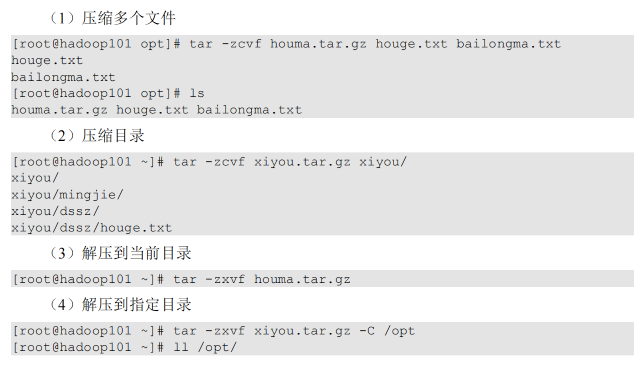 （1）压缩多个文件
[root@hadoop101 opt]# tar -zcvf houma.tar.gz houge.txt bailongma.txt
houge.txt
bailongma.txt
[root@hadoop101 opt]# ls
houma.tar.gz houge.txt bailongma.txt
（2）压缩目录
[root@hadoop101 ~]# tar -zcvf xiyou.tar.gz xiyou/
xiyou/
xiyou/mingjie/
xiyou/dssz/
xiyou/dssz/houge.txt
（3）解压到当前目录
[root@hadoop101 ~]# tar -zxvf houma.tar.gz
（4）解压到指定目录
[root@hadoop101 ~]# tar -zxvf xiyou.tar.gz -C /opt
[root@hadoop101 ~]# ll /opt/